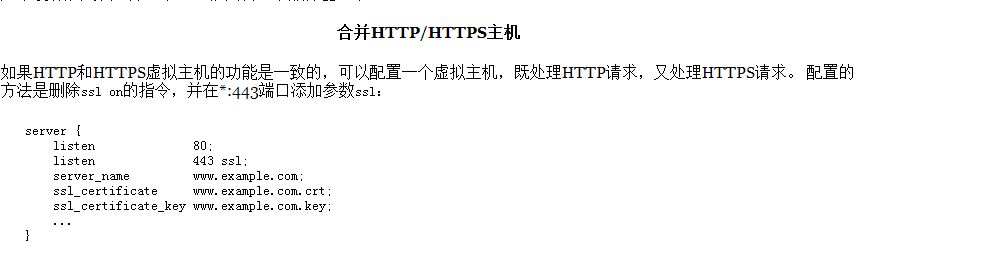 合并HTTP/HTTPS主机
如果HTTP和HTTPS虚拟主机的功能是一致的，可以配置一个虚拟主机，既处理HTTP请求，又处理HTTPS请求。 配置的
方法是删除ssl on的指令，并在*:443端口添加参数ssl：
server {
    listen              80;
    listen              443 ssl;
    server_name         www.example.com;
    ssl_certificate     www.example.com.crt;
    ssl_certificate_key www.example.com.key;
    ...
}